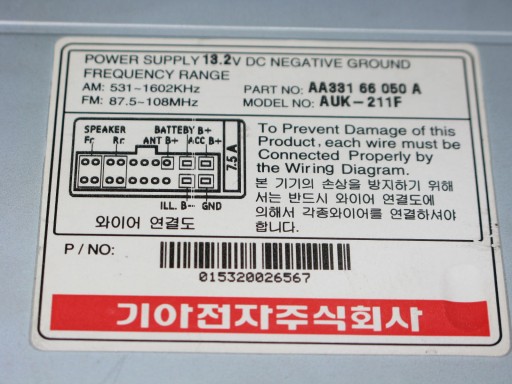 POWER SUPPLY 13.2V DC NEGATIVE GROUND
FREQUENCY RANGE
AM: 531-1602KHz
FM: 87.5-108MHz
PART NO: AA331 66 050 A
MODEL NO: AUK-211F
SPEAKER
BATTEBY B+
Fr. Rr. ANT B+ ACC B+
7.5 A
ILL. B- GND
와이어 연결도
To Prevent Damage of this
Product, each wire must be
Connected Properly by
the Wiring Diagram.
본 기기의 손상을 방지하기 위해
서는 반드시 와이어 연결도에
의해서 각종와이어를 연결하셔야
합니다.
P / NO:
015320026567
기아전자주식회사